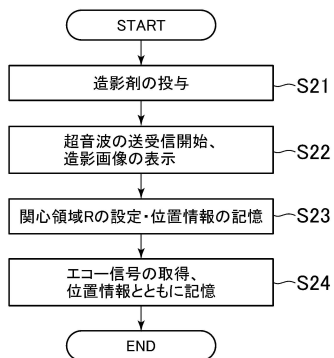 START
造影剤の投与
S21
超音波の送受信開始、
造影画像の表示
S22
関心領域Rの設定・位置情報の記憶
S23
エコー信号の取得、
位置情報とともに記憶
S24
END